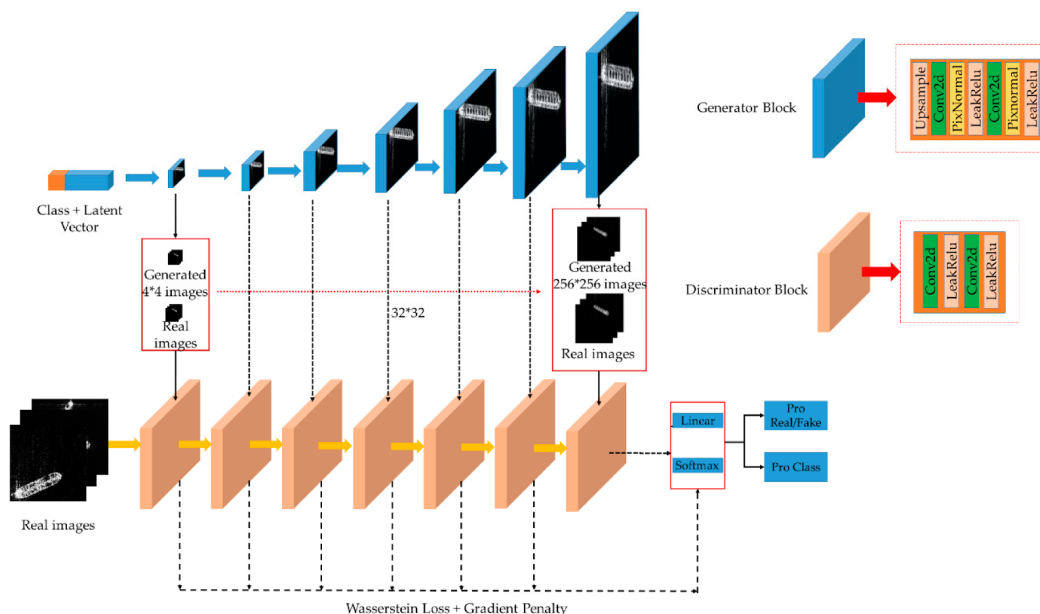 Class + Latent
Vector
Generated
4*4 images
Real
images
32*32
Generated
256*256 images
Real images
Generator Block
Upsample
Conv2d
PixNormal
LeakRelu
Conv2d
Pixnormal
LeakRelu
Discriminator Block
Conv2d
LeakRelu
Conv2d
LeakRelu
Real images
Linear
Softmax
Pro
Real/Fake
Pro Class
Wasserstein Loss + Gradient Penalty